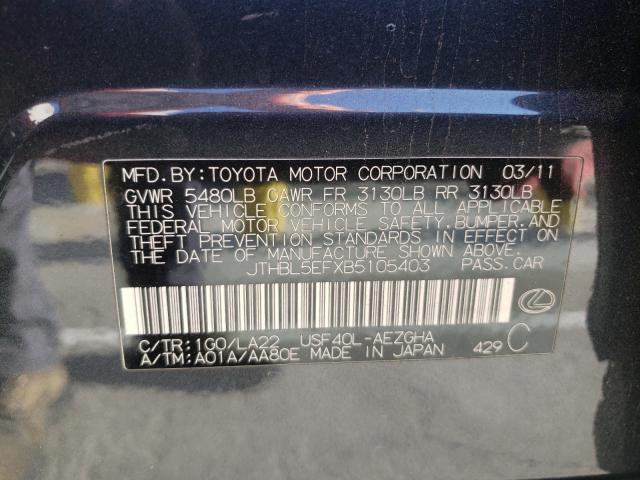 MFD.BY:TOYOTA MOTOR CORPORATION 03/11
GVWR 5480LB GAWR FR 3130LB RR 3130LB
THIS VEHICLE CONFORMS TO ALL APPLICABLE
FEDERAL MOTOR VEHICLE SAFETY, BUMPER, AND
THEFT PREVENTION STANDARDS IN EFFECT ON
THE DATE OF MANUFACTURE SHOWN ABOVE.
JTHBL5EFXB5105403 PASS.CAR
C/TR:1G0/LA22 USF40L-AEZGHA
A/TM:A01A/AA80E MADE IN JAPAN 429 C